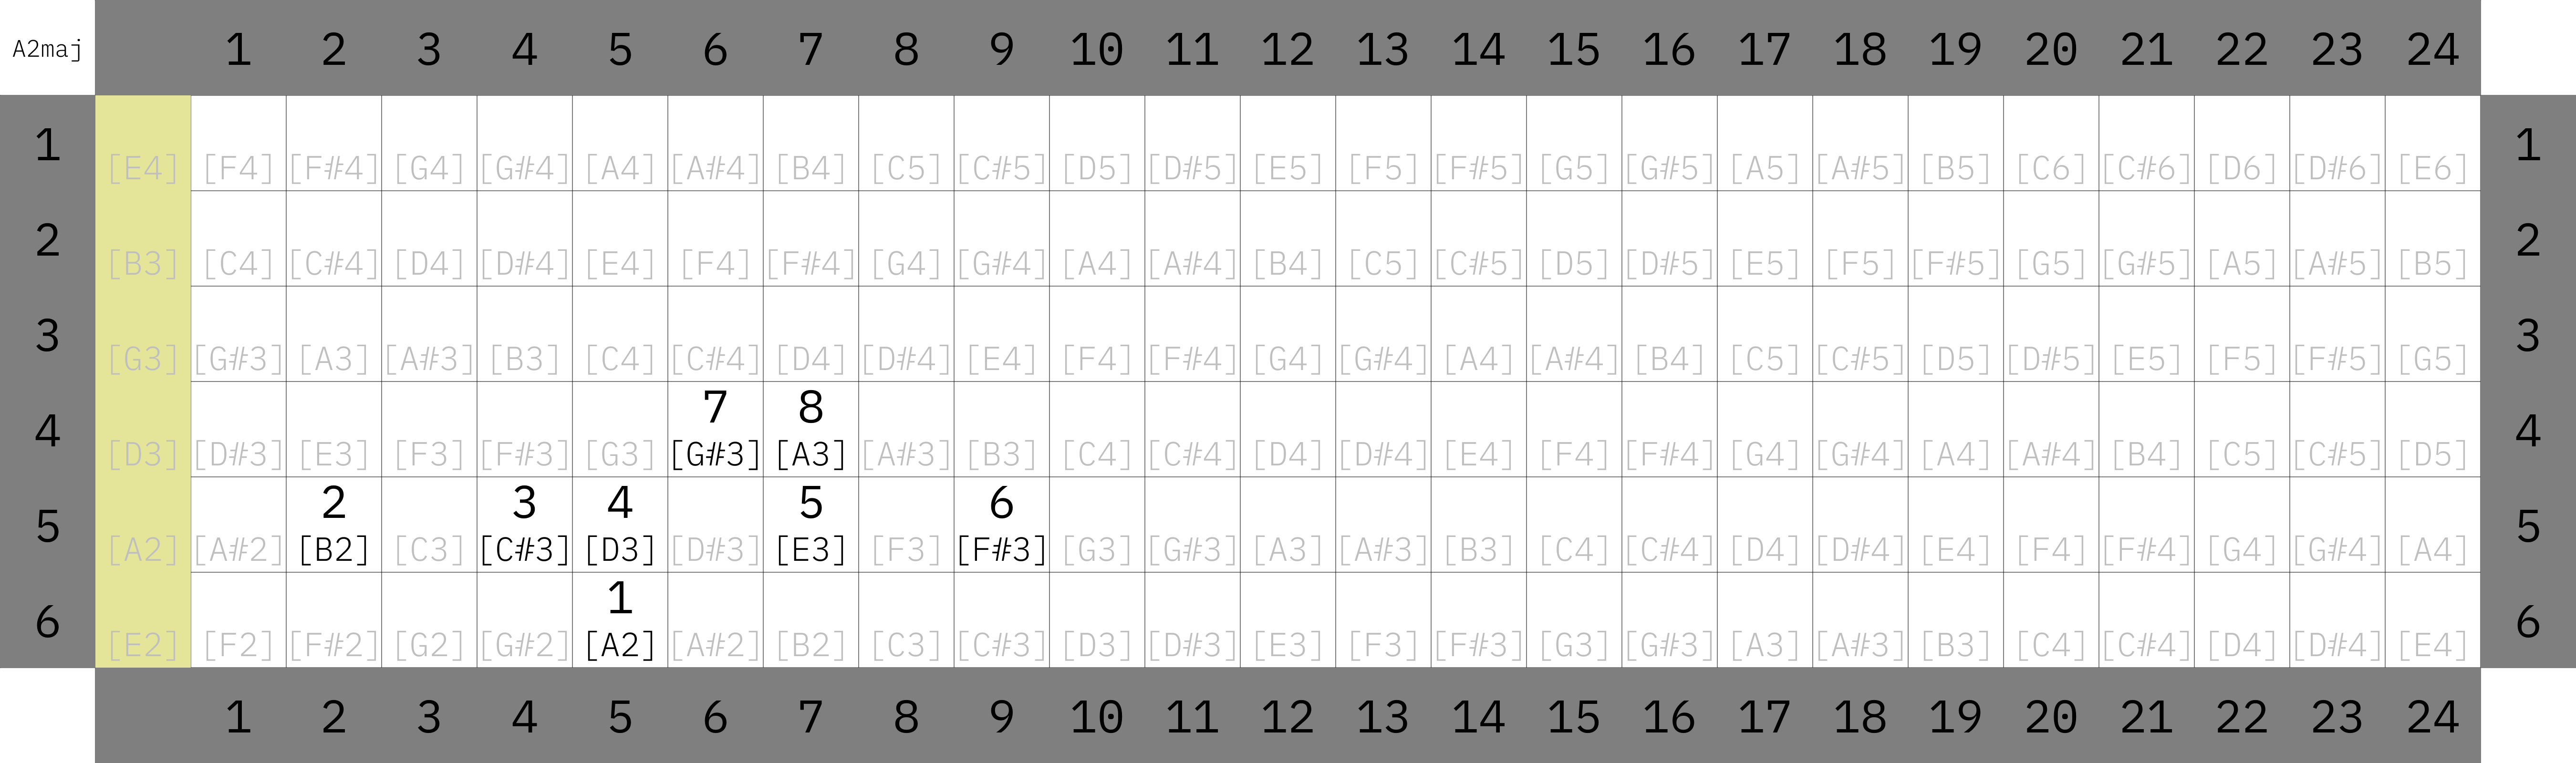 A2maj 1 2 3 4 5 6 7 8 9 10 11 12 13 14 15 16 17 18 19 20 21 22 23 24
1 [E4] [F4] [F#4] [G4] [G#4] [A4] [A#4] [B4] [C5] [C#5] [D5] [D#5] [E5] [F5] [F#5] [G5] [G#5] [A5] [A#5] [B5] [C6] [C#6] [D6] [D#6] [E6] 1
2 [B3] [C4] [C#4] [D4] [D#4] [E4] [F4] [F#4] [G4] [G#4] [A4] [A#4] [B4] [C5] [C#5] [D5] [D#5] [E5] [F5] [F#5] [G5] [G#5] [A5] [A#5] [B5] 2
3 [G3] [G#3] [A3] [A#3] [B3] [C4] [C#4] [D4] [D#4] [E4] [F4] [F#4] [G4] [G#4] [A4] [A#4] [B4] [C5] [C#5] [D5] [D#5] [E5] [F5] [F#5] [G5] 3
7 8
4 [D3] [D#3] [E3] [F3] [F#3] [G3] [G#3] [A3] [A#3] [B3] [C4] [C#4] [D4] [D#4] [E4] [F4] [F#4] [G4] [G#4] [A4] [A#4] [B4] [C5] [C#5] [D5] 4
2 3 4 5 6
5 [A2] [A#2] [B2] [C3] [C#3] [D3] [D#3] [E3] [F3] [F#3] [G3] [G#3] [A3] [A#3] [B3] [C4] [C#4] [D4] [D#4] [E4] [F4] [F#4] [G4] [G#4] [A4] 5
1
6 [E2] [F2] [F#2] [G2] [G#2] [A2] [A#2] [B2] [C3] [C#3] [D3] [D#3] [E3] [F3] [F#3] [G3] [G#3] [A3] [A#3] [B3] [C4] [C#4] [D4] [D#4] [E4] 6
1 2 3 4 5 6 7 8 9 10 11 12 13 14 15 16 17 18 19 20 21 22 23 24